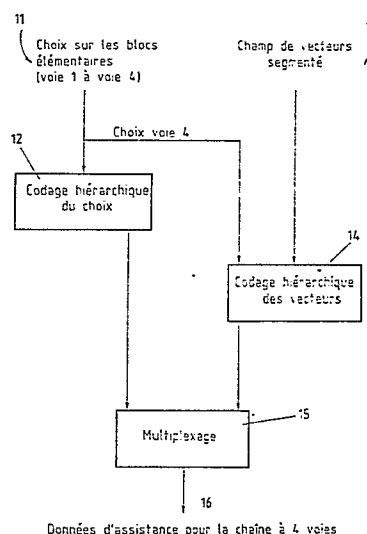 11
Choix sur les blocs
élémentaires
(voie 1 à voie 4)
Champ de vecteurs
segmenté
Choix voie 4
12
Codage hiérarchique
du choix
14
Codage hiérarchique
des vecteurs
15
Multiplexage
16
Données d'assistance pour la chaîne à 4 voies